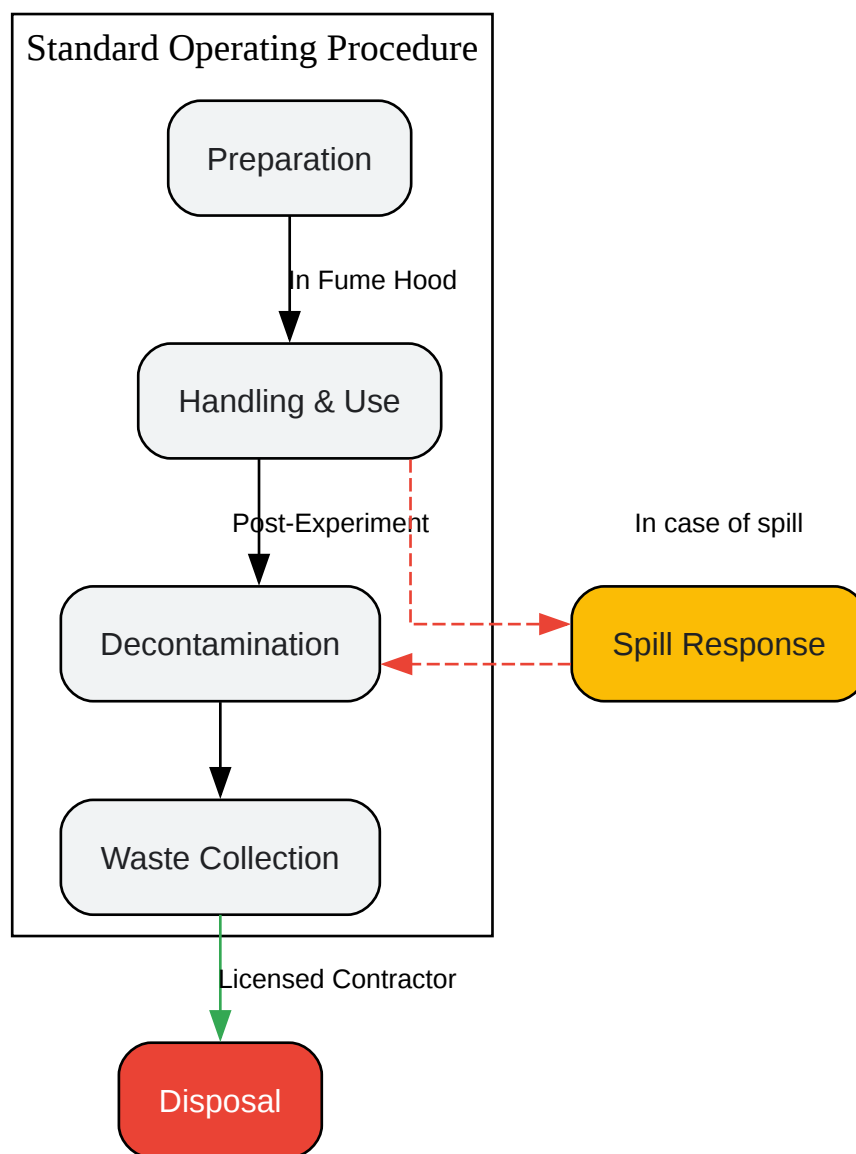 Standard Operating Procedure
Preparation
In Fume Hood
Handling & Use
Post-Experiment
In case of spill
Decontamination
Spill Response
Waste Collection
Licensed Contractor
Disposal